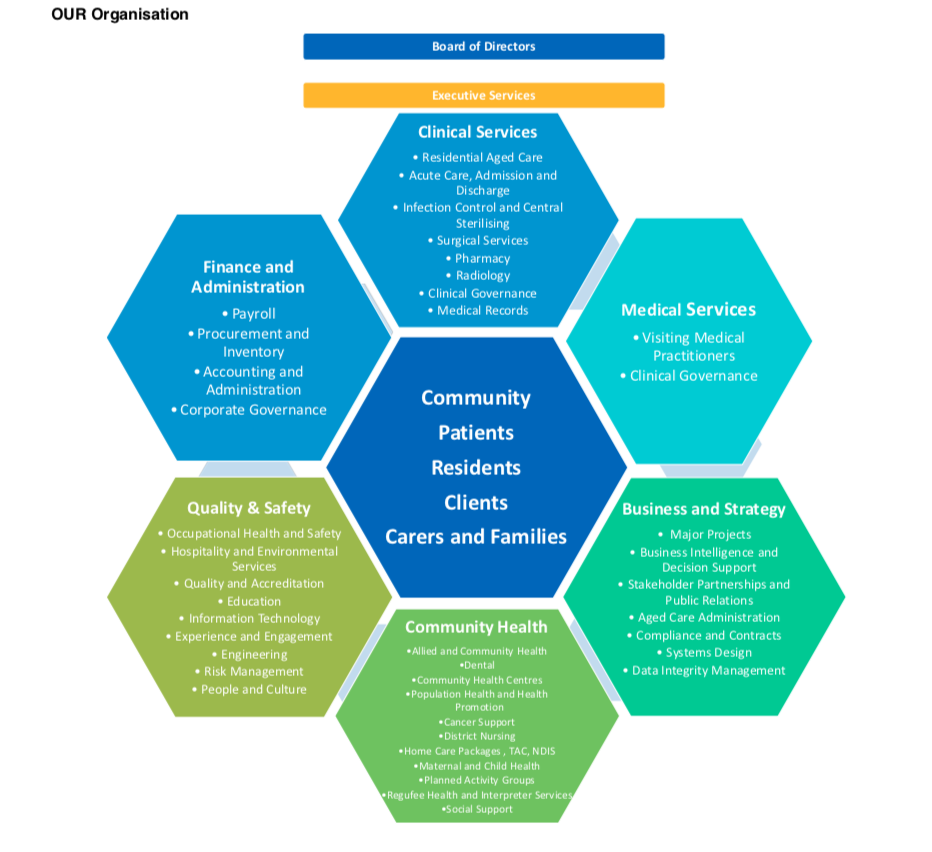 OUR Organisation
Board of Directors
Executive Services
Clinical Services
• Residential Aged Care
• Acute Care, Admission and
Discharge
• Infection Control and Central
Sterilising
• Surgical Services
• Pharmacy
• Radiology
• Clinical Governance
• Medical Records
Finance and
Administration
• Payroll
• Procurement and
Inventory
• Accounting and
Administration
• Corporate Governance
Medical Services
• Visiting Medical
Practitioners
• Clinical Governance
Community
Patients
Residents
Clients
Carers and Families
Quality & Safety
• Occupational Health and Safety
• Hospitality and Environmental
Services
• Quality and Accreditation
• Education
• Information Technology
• Experience and Engagement
• Engineering
• Risk Management
• People and Culture
Business and Strategy
• Major Projects
• Business Intelligence and
Decision Support
• Stakeholder Partnerships and
Public Relations
• Aged Care Administration
• Compliance and Contracts
• Systems Design
• Data Integrity Management
Community Health
•Allied and Community Health
•Dental
•Community Health Centres
•Population Health and Health
Promotion
•Cancer Support
•District Nursing
•Home Care Packages , TAC, NDIS
•Maternal and Child Health
•Planned Activity Groups
•Regufee Health and Interpreter Services
•Social Support